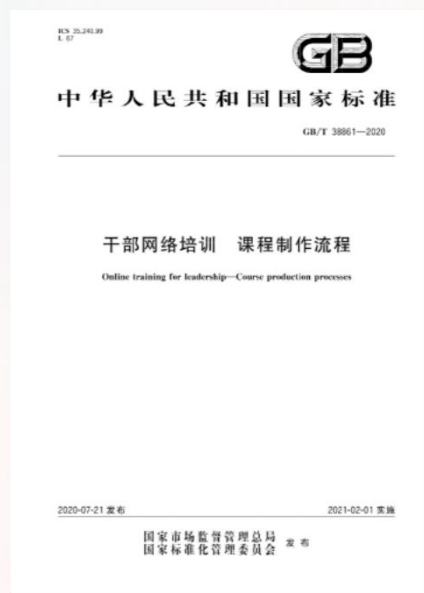 ICS 35.240.99
L 67
GB
中华人民共和国国家标准
GB/T 38861—2020
干部网络培训 课程制作流程
Online training for leadership—Course production processes
2020-07-21 发布
2021-02-01 实施
国家市场监督管理总局
国家标准化管理委员会 发布